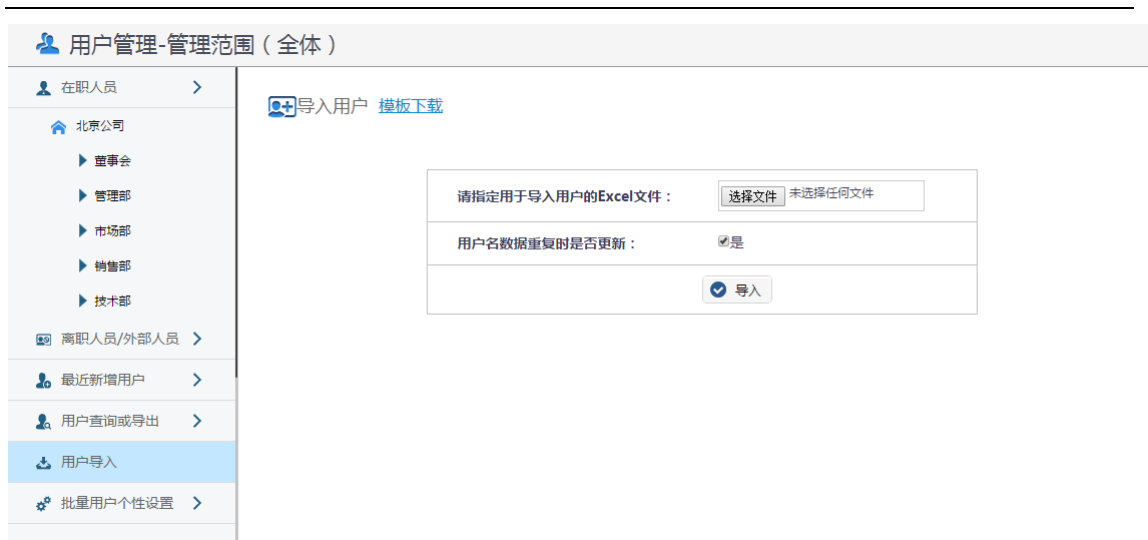 用户管理-管理范围（全体）
在职人员
北京公司
董事会
管理部
市场部
销售部
技术部
离职人员/外部人员
最近新增用户
用户查询或导出
用户导入
批量用户个性设置
导入用户 模板下载
请指定用于导入用户的Excel文件： 选择文件 未选择任何文件
用户名数据重复时是否更新： 是
导入